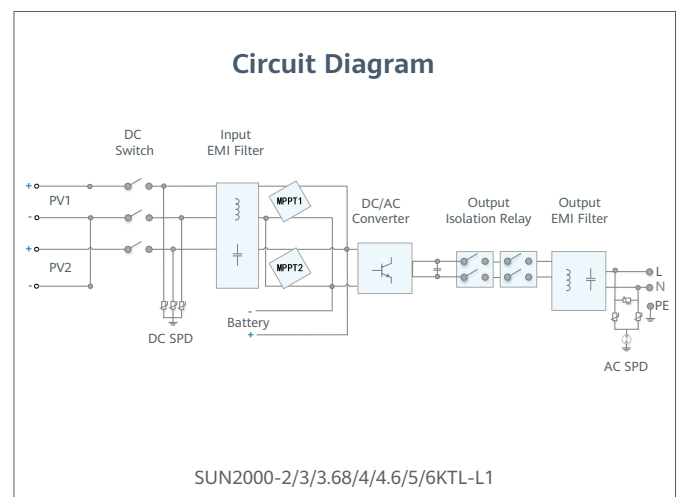 Circuit Diagram
DC
Switch
Input
EMI Filter
+
PV1
-
+
PV2
-
MPPT1
MPPT2
DC/AC
Converter
Output
Isolation Relay
Output
EMI Filter
L
N
PE
-
Battery
+
DC SPD
AC SPD
SUN2000-2/3/3.68/4/4.6/5/6KTL-L1